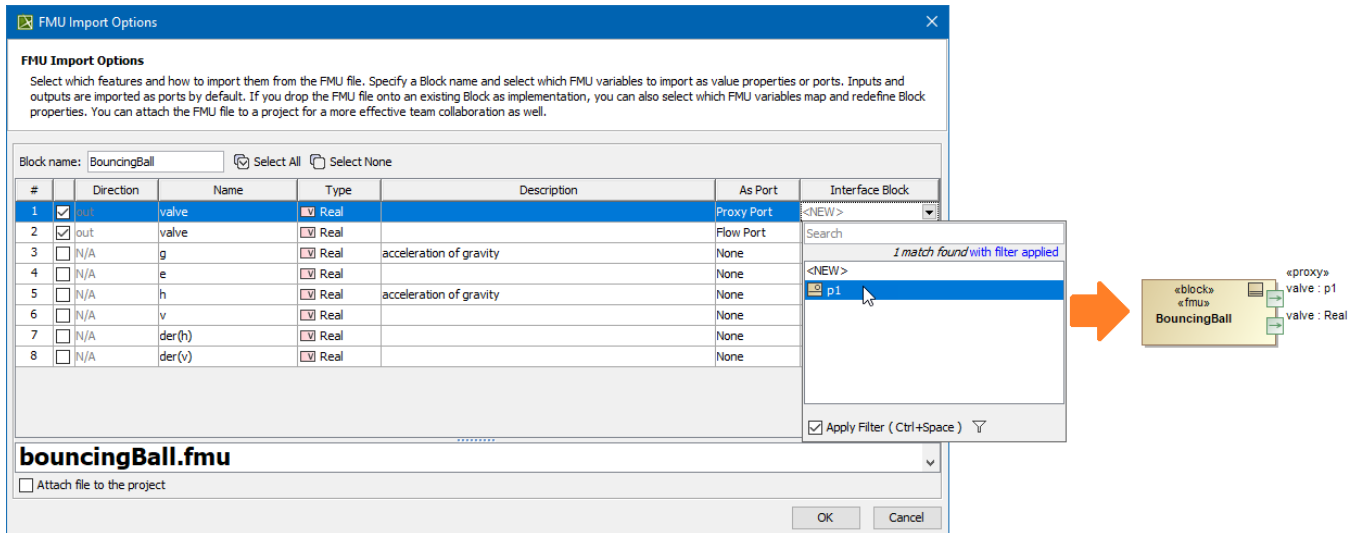 FMU Import Options
FMU Import Options
Select which features and how to import them from the FMU file. Specify a Block name and select which FMU variables to import as value properties or ports. Inputs and
outputs are imported as ports by default. If you drop the FMU file onto an existing Block as implementation, you can also select which FMU variables map and redefine Block
properties. You can attach the FMU file to a project for a more effective team collaboration as well.
Block name: BouncingBall Select All Select None
# Direction Name Type Description As Port Interface Block
1 out valve V Real Proxy Port <NEW>
2 out valve V Real Flow Port
3 N/A g V Real acceleration of gravity None
4 N/A e V Real None
5 N/A h V Real acceleration of gravity None
6 N/A v V Real None
7 N/A der(h) V Real None
8 N/A der(v) V Real None
Search
1 match found with filter applied
<NEW>
p1
Apply Filter ( Ctrl+Space )
bouncingBall.fmu
Attach file to the project
OK Cancel
«proxy»
valve : p1
«block»
«fmu»
BouncingBall
valve : Real